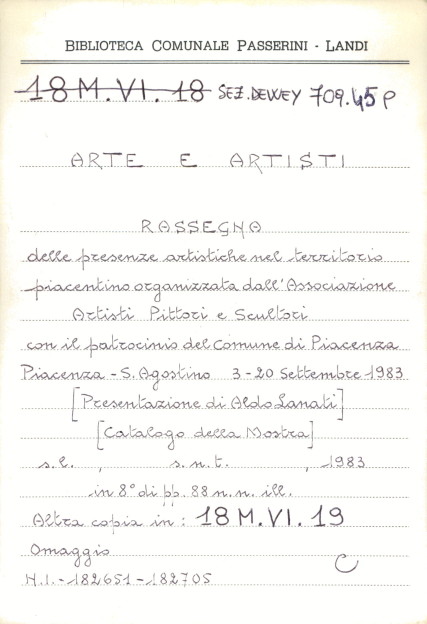 BIBLIOTECA COMUNALE PASSERINI - LANDI
18 M. VI. 18 SEZ. DEWEY 709.45 P
ARTE E ARTISTI
RASSEGNA
delle presenze artistiche nel territorio
piacentino organizzata dall'Associazione
Artisti Pittori e Scultori
con il patrocinio del Comune di Piacenza
Piacenza - S. Agostino 3-20 Settembre 1983
[Presentazione di Aldo Lanati]
[Catalogo della Mostra]
s.l. , s.n.t. , 1983
in 8° di pp. 88 n.n. ill.
Altra copia in : 18 M. VI. 19
Omaggio C
H.I. - 182651 - 182705